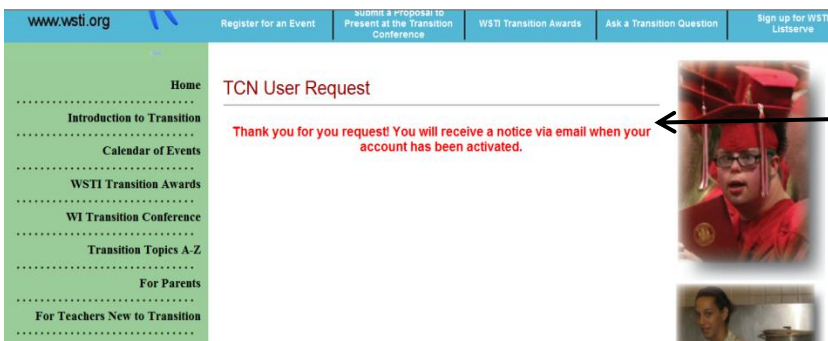 www.wsti.org
Register for an Event
Submit a Proposal to
Present at the Transition
Conference
WSTI Transition Awards
Ask a Transition Question
Sign up for WSTI
Listserve
Home
Introduction to Transition
Calendar of Events
WSTI Transition Awards
WI Transition Conference
Transition Topics A-Z
For Parents
For Teachers New to Transition
TCN User Request
Thank you for you request! You will receive a notice via email when your
account has been activated.